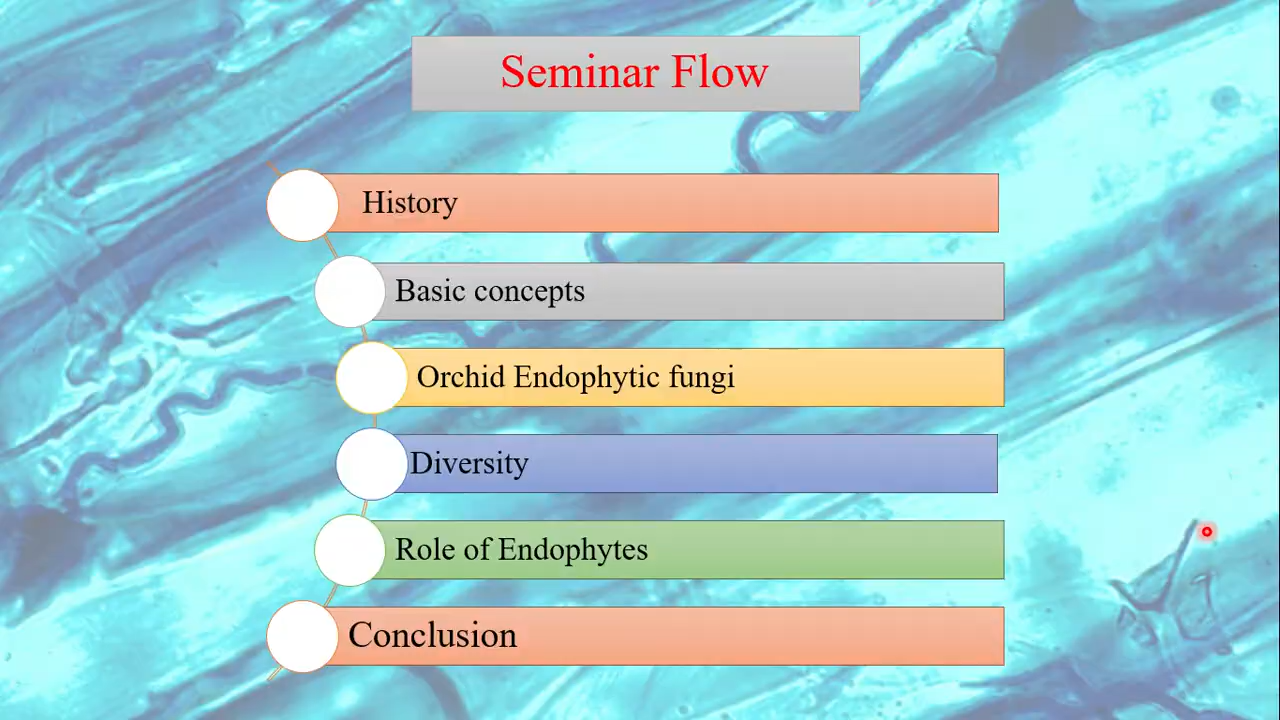 Seminar Flow
History
Basic concepts
Orchid Endophytic fungi
Diversity
Role of Endophytes
Conclusion